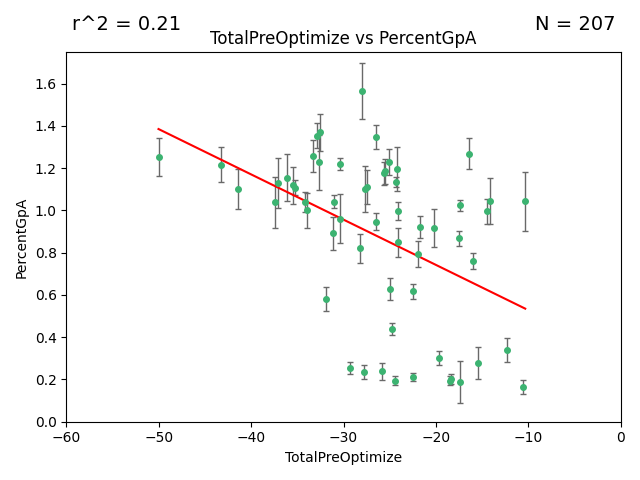 r^2 = 0.21
N = 207
TotalPreOptimize vs PercentGpA
PercentGpA
1.6
1.4
1.2
1.0
0.8
0.6
0.4
0.2
0.0
−60 −50 −40 −30 −20 −10 0
TotalPreOptimize